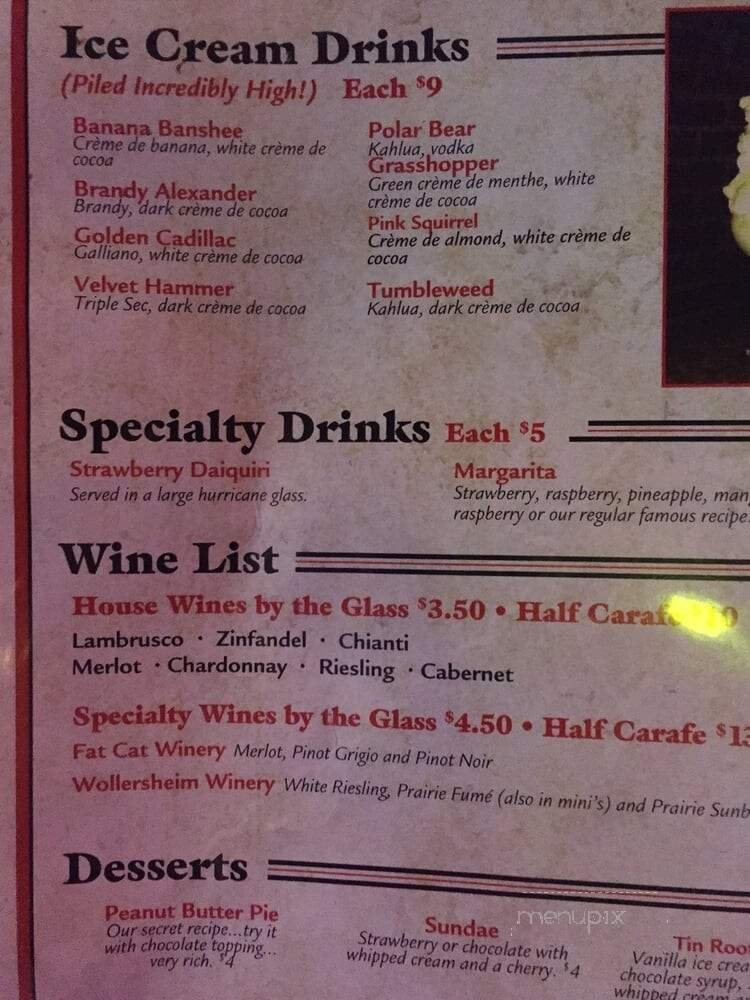 Ice Cream Drinks
(Piled Incredibly High!) Each $9
Banana Banshee
Crème de banana, white crème de
cocoa
Brandy Alexander
Brandy, dark crème de cocoa
Golden Cadillac
Galliano, white crème de cocoa
Velvet Hammer
Triple Sec, dark crème de cocoa
Polar Bear
Kahlua, vodka
Grasshopper
Green crème de menthe, white
crème de cocoa
Pink Squirrel
Crème de almond, white crème de
cocoa
Tumbleweed
Kahlua, dark crème de cocoa
Specialty Drinks Each $5
Strawberry Daiquiri
Served in a large hurricane glass.
Margarita
Strawberry, raspberry, pineapple,
raspberry or our regular famous recipe.
Wine List
House Wines by the Glass $3.50 • Half Carafe
Lambrusco · Zinfandel · Chianti
Merlot · Chardonnay · Riesling · Cabernet
Specialty Wines by the Glass $4.50 • Half Carafe
Fat Cat Winery Merlot, Pinot Grigio and Pinot Noir
Wollersheim Winery White Riesling, Prairie Fumé (also in mini's) and Prairie
Desserts
Peanut Butter Pie
Our secret recipe...try it
with chocolate topping...
very rich. $4
Sundae
Strawberry or chocolate with
whipped cream and a cherry. $4
Tin
Vanilla ice
chocolate syrup,
whipped
menupix